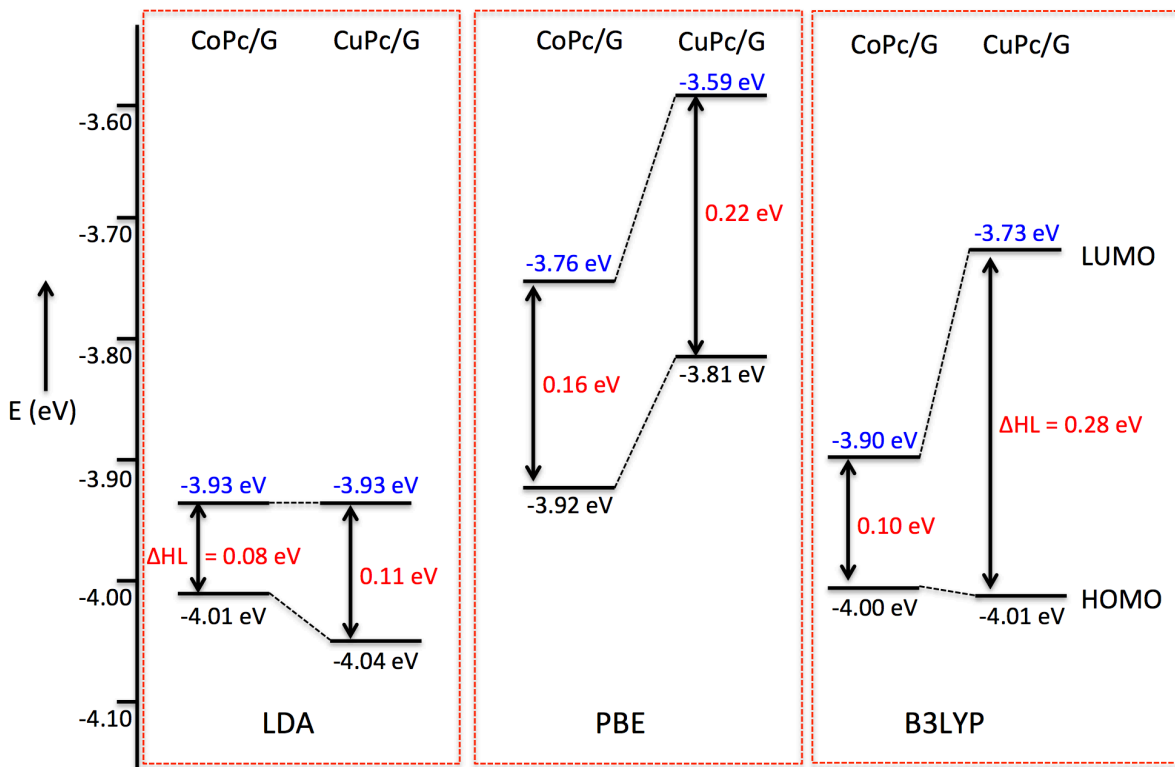 CoPc/G CuPc/G
CoPc/G CuPc/G
CoPc/G CuPc/G
E (eV)
-3.60
-3.70
-3.80
-3.90
-4.00
-4.10
-3.93 eV
-3.93 eV
ΔHL = 0.08 eV
0.11 eV
-4.01 eV
-4.04 eV
LDA
-3.59 eV
-3.76 eV
0.22 eV
0.16 eV
-3.81 eV
-3.92 eV
PBE
-3.73 eV
LUMO
-3.90 eV
ΔHL = 0.28 eV
0.10 eV
-4.00 eV
-4.01 eV
HOMO
B3LYP